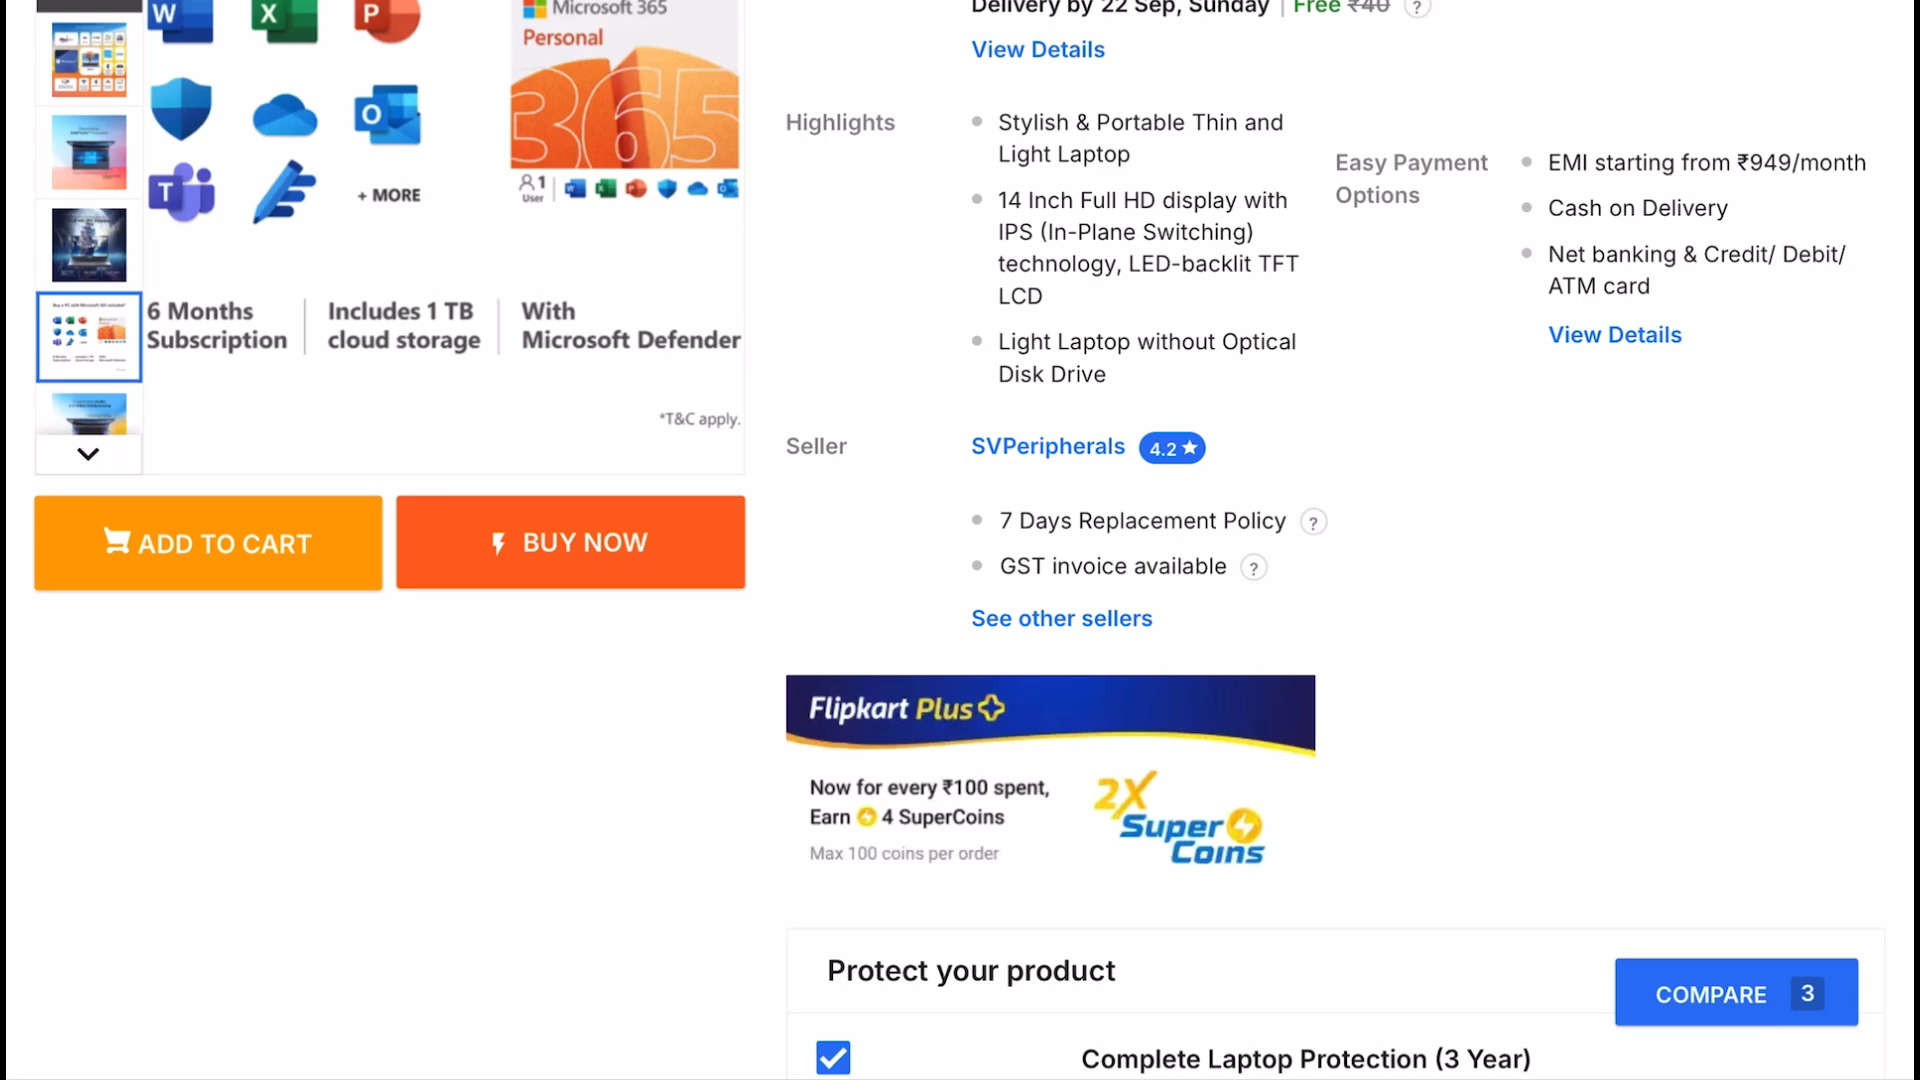 Delivery by 22 Sep, Sunday | Free ₹40 ?
View Details
W X P
Microsoft 365
Personal
365
O
T
+ MORE
1
User
6 Months
Subscription
Includes 1 TB
cloud storage
With
Microsoft Defender
*T&C apply.
ADD TO CART
BUY NOW
Highlights
Stylish & Portable Thin and
Light Laptop
14 Inch Full HD display with
IPS (In-Plane Switching)
technology, LED-backlit TFT
LCD
Light Laptop without Optical
Disk Drive
Easy Payment
Options
EMI starting from ₹949/month
Cash on Delivery
Net banking & Credit/ Debit/
ATM card
View Details
Seller
SVPeripherals 4.2★
7 Days Replacement Policy ?
GST invoice available ?
See other sellers
Flipkart Plus
Now for every ₹100 spent,
Earn 4 SuperCoins
Max 100 coins per order
2X
Super
Coins
Protect your product
COMPARE 3
Complete Laptop Protection (3 Year)